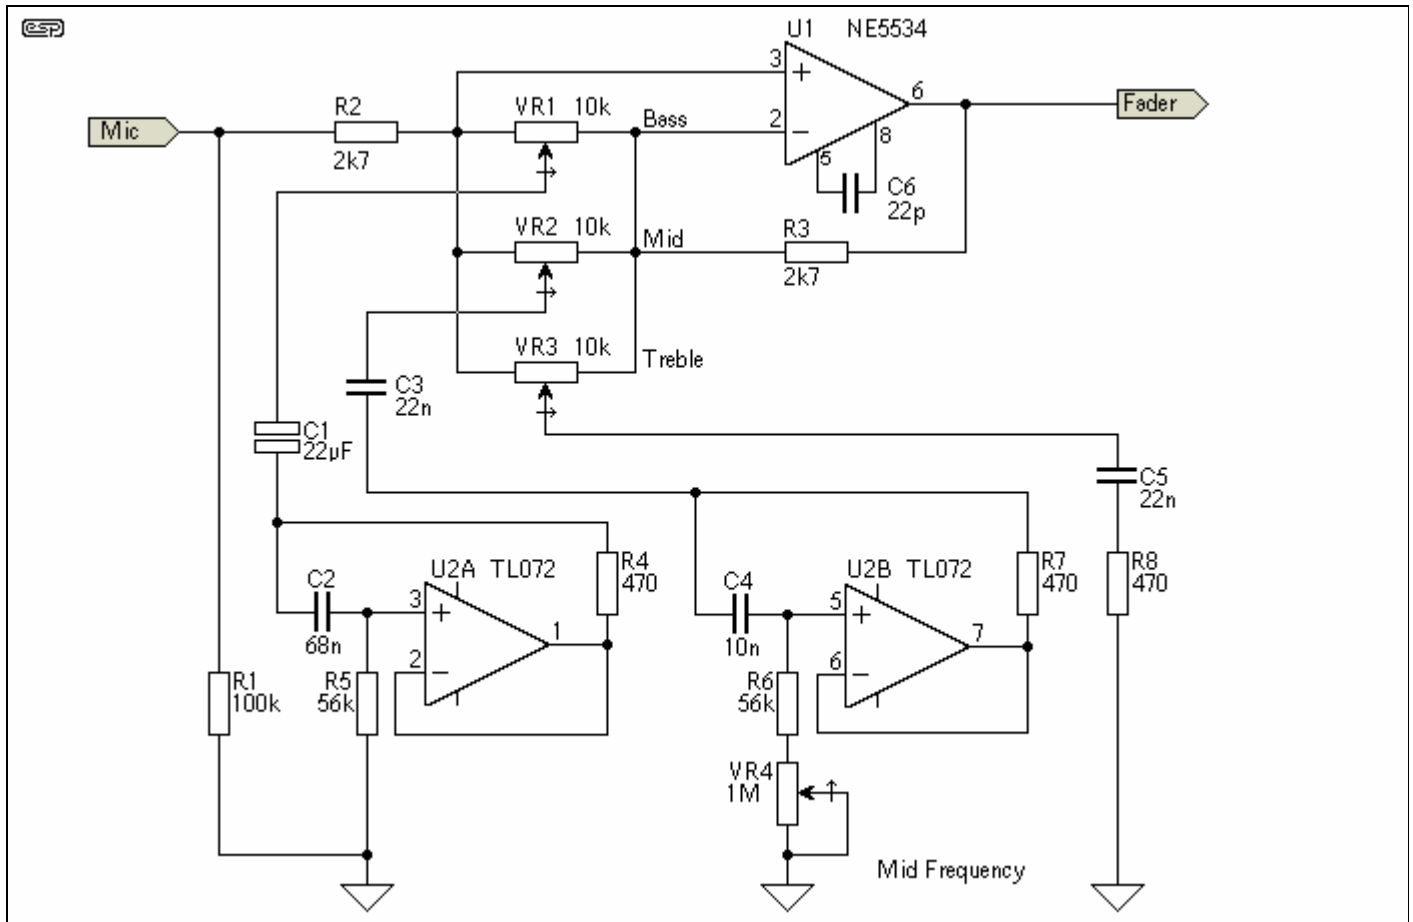 esp
U1 NE5534
3
+
6
Fader
Mic
R2
2k7
VR1 10k
Bass
2
−
5
8
C6
22p
VR2 10k
Mid
R3
2k7
VR3 10k
Treble
C3
22n
C1
22µF
C5
22n
C2
68n
U2A TL072
3
+
1
2
−
R4
470
C4
10n
U2B TL072
5
+
7
6
−
R7
470
R8
470
R1
100k
R5
56k
R6
56k
VR4
1M
Mid Frequency